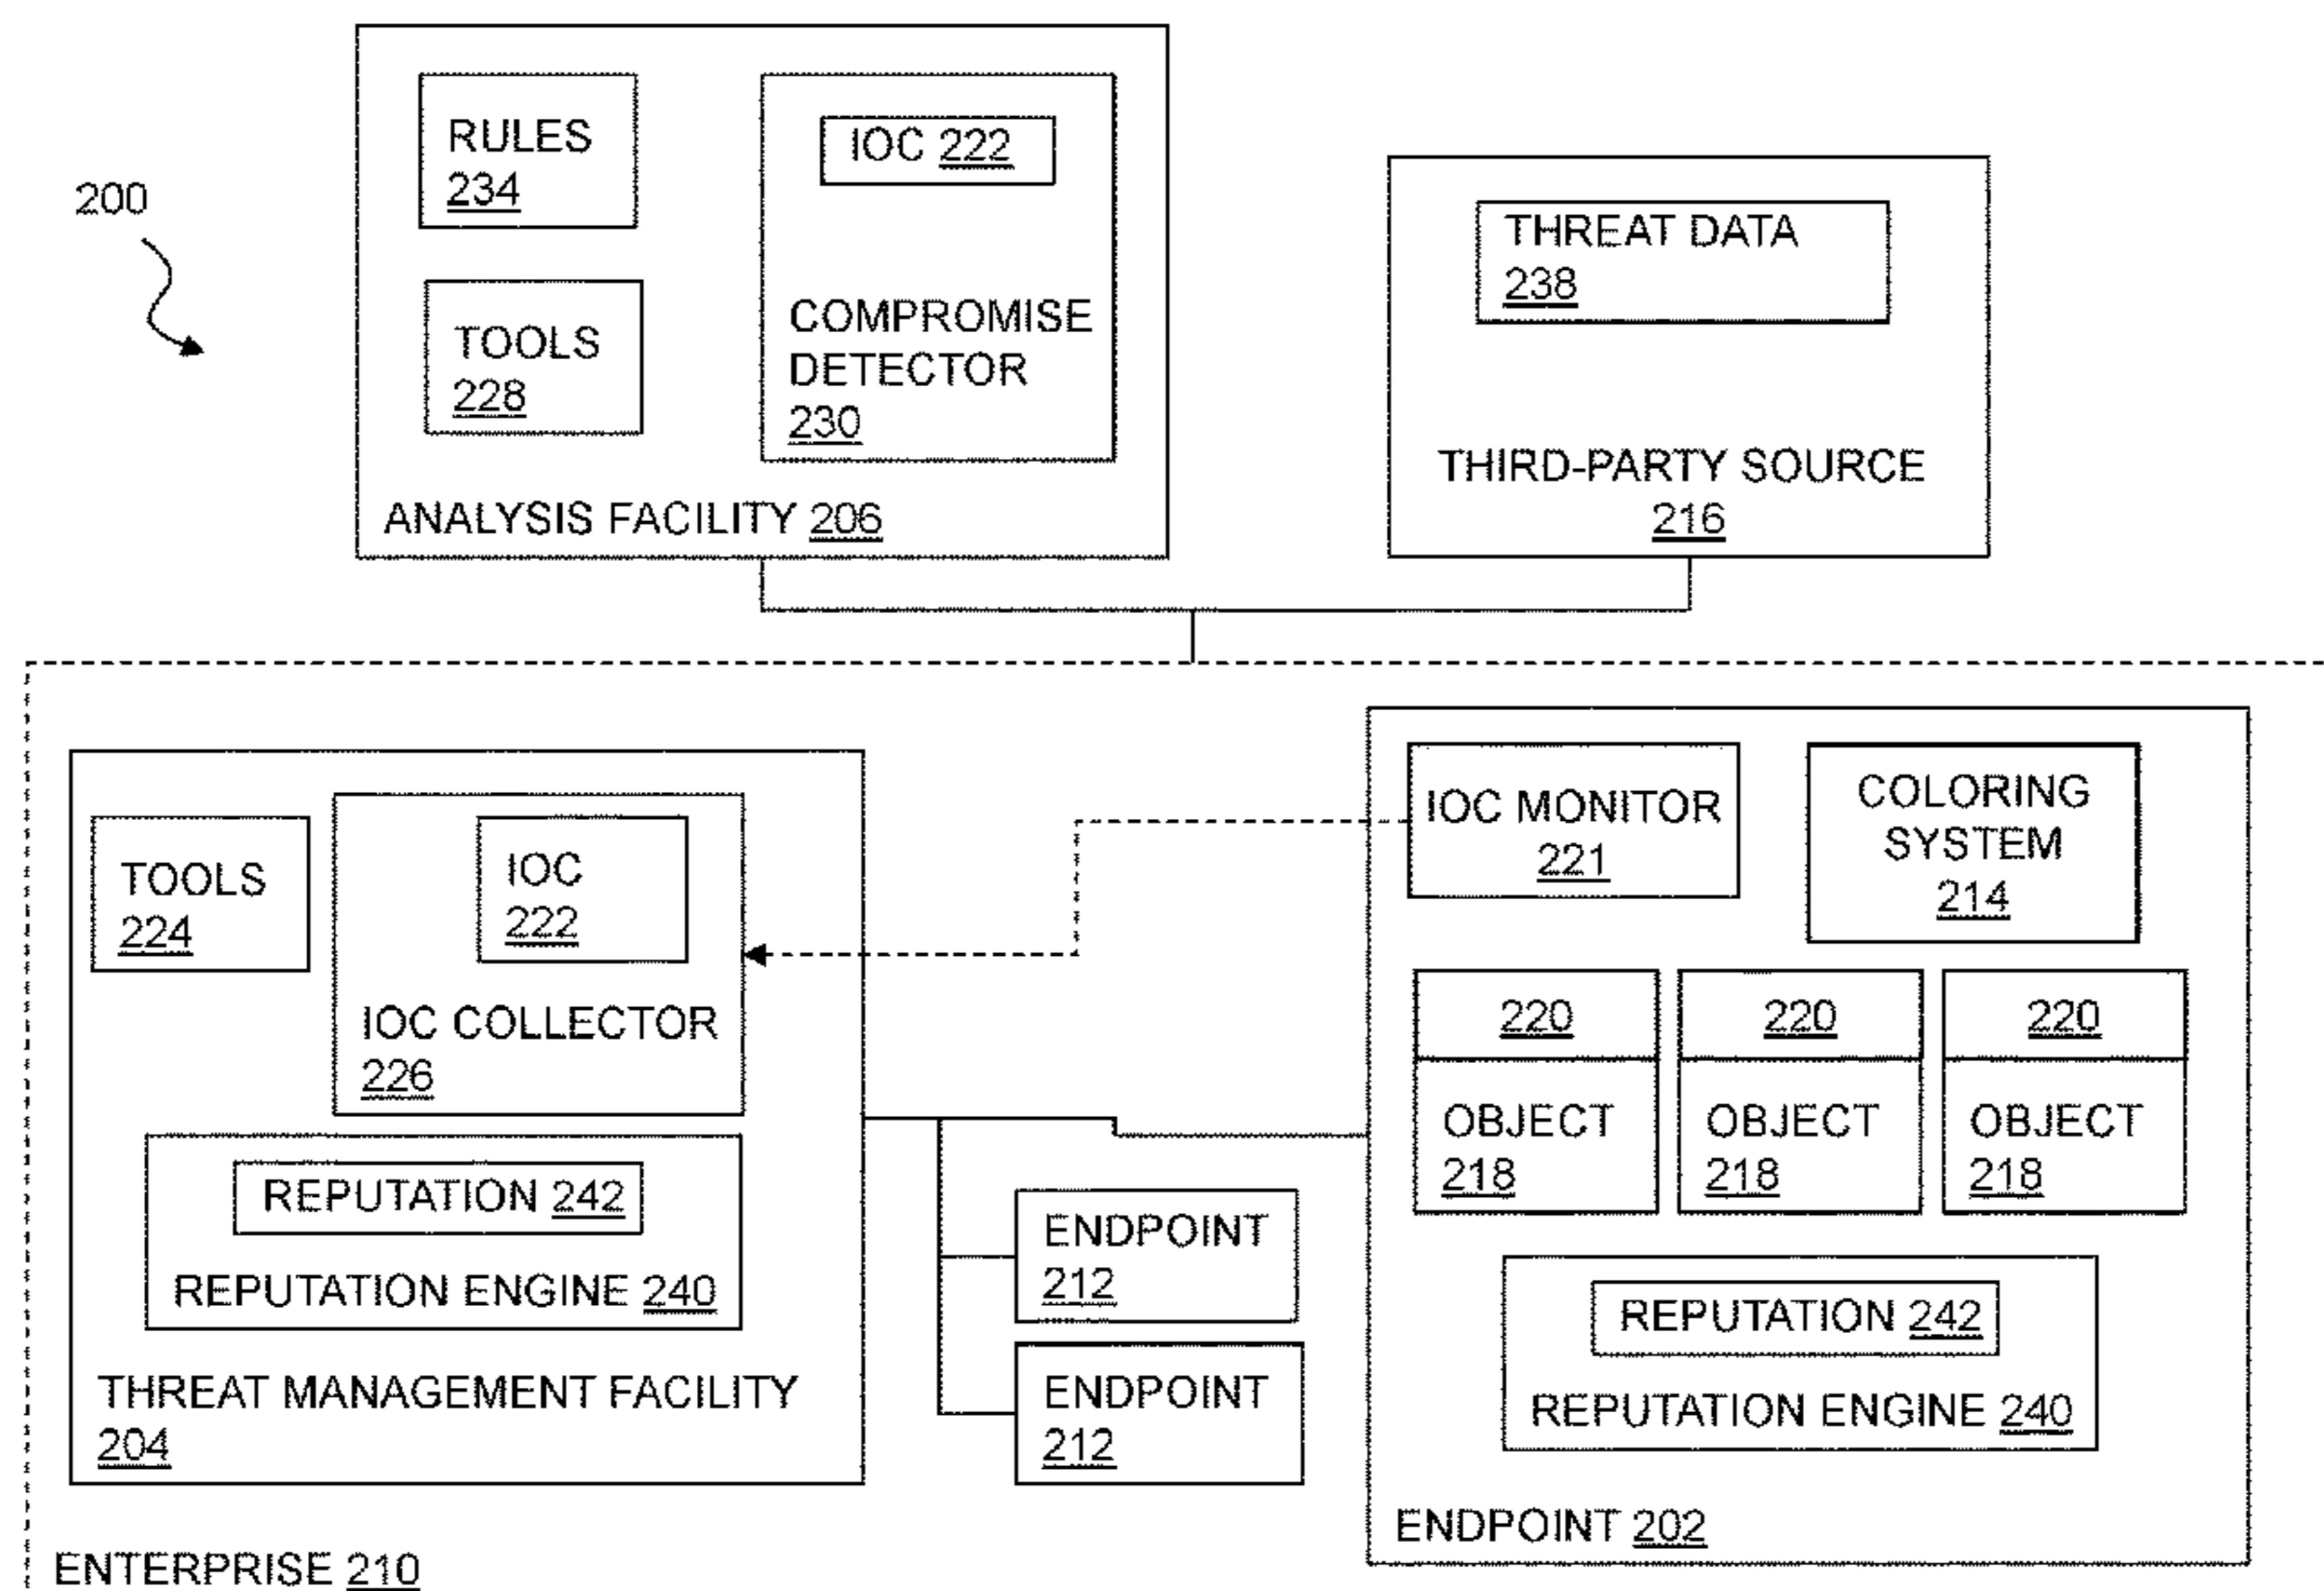 200
RULES
234
TOOLS
228
IOC 222
COMPROMISE
DETECTOR
230
ANALYSIS FACILITY 206
THREAT DATA
238
THIRD-PARTY SOURCE
216
TOOLS
224
IOC
222
IOC COLLECTOR
226
REPUTATION 242
REPUTATION ENGINE 240
THREAT MANAGEMENT FACILITY
204
ENDPOINT
212
ENDPOINT
212
IOC MONITOR
221
COLORING
SYSTEM
214
220
OBJECT
218
220
OBJECT
218
220
OBJECT
218
REPUTATION 242
REPUTATION ENGINE 240
ENDPOINT 202
ENTERPRISE 210